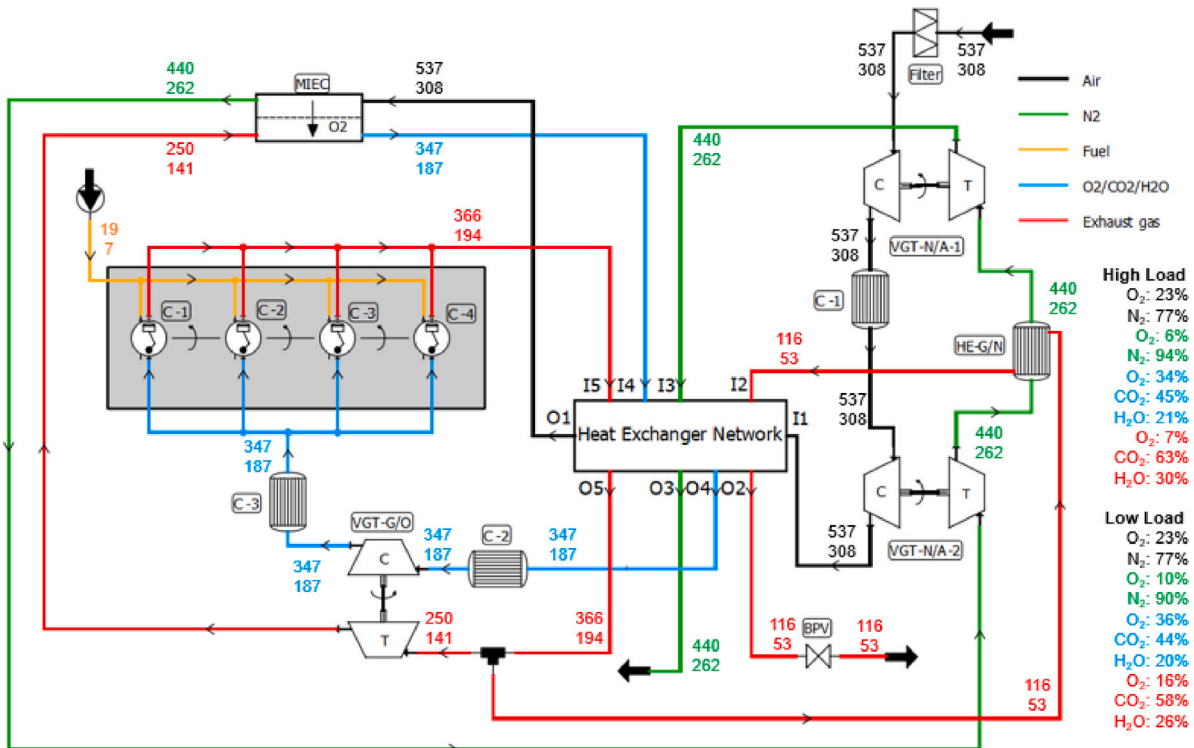 440
262
MIEC
O2
537
308
537
308
Filter
537
308
Air
N2
Fuel
O2/CO2/H2O
Exhaust gas
250
141
347
187
440
262
C
T
VGT-N/A-1
19
7
366
194
537
308
C-1
440
262
HE-G/N
C-1
C-2
C-3
C-4
116
53
I5
I4
I3
I2
I1
O1
Heat Exchanger Network
O5
O3
O4
O2
537
308
440
262
C
T
VGT-N/A-2
347
187
C-3
VGT-G/O
C
T
347
187
347
187
C-2
347
187
537
308
250
141
366
194
440
262
116
53
BPV
116
53
116
53
High Load
O₂: 23%
N₂: 77%
O₂: 6%
N₂: 94%
O₂: 34%
CO₂: 45%
H₂O: 21%
O₂: 7%
CO₂: 63%
H₂O: 30%
Low Load
O₂: 23%
N₂: 77%
O₂: 10%
N₂: 90%
O₂: 36%
CO₂: 44%
H₂O: 20%
O₂: 16%
CO₂: 58%
H₂O: 26%